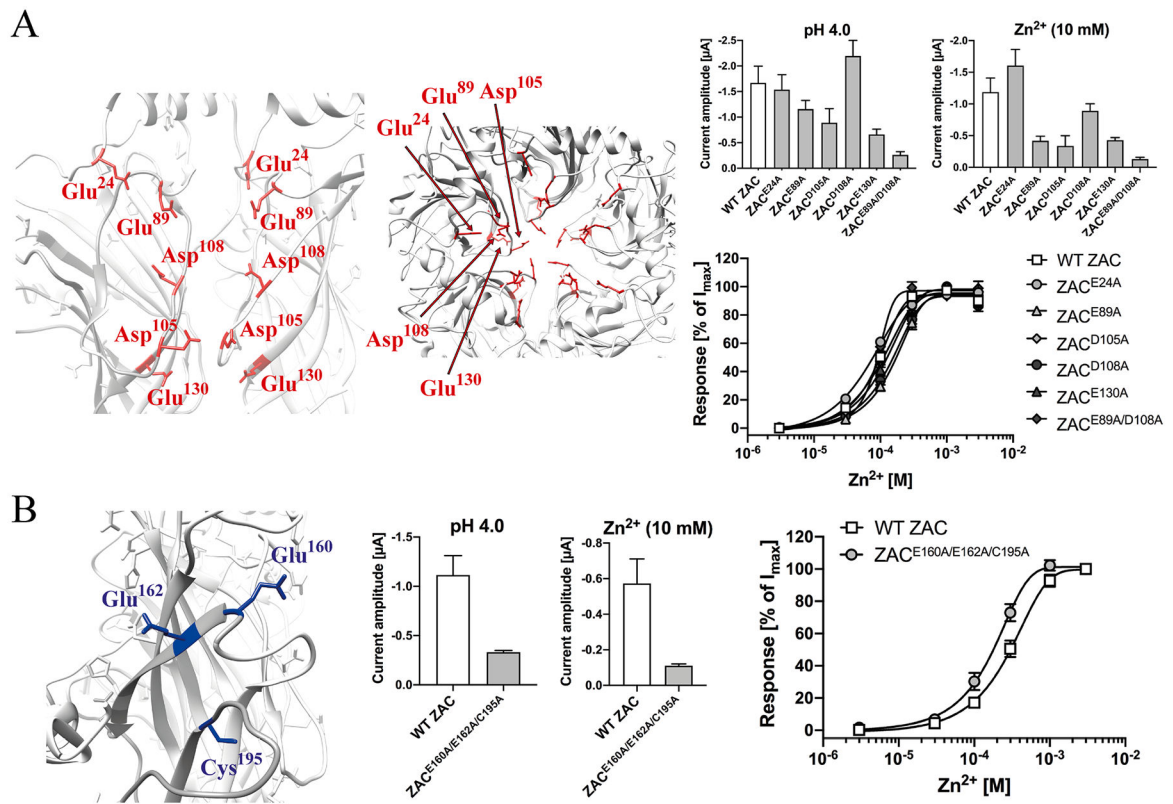 A
Glu24
Glu24
Glu89
Glu89
Asp108
Asp108
Asp105
Asp105
Glu130
Glu130
Glu89
Asp105
Glu24
Asp108
Glu130
pH 4.0
Current amplitude [µA]
-2.5
-2.0
-1.5
-1.0
-0.5
0.0
WT ZAC
ZACE24A
ZACE89A
ZACD105A
ZACD108A
ZACE130A
ZACE89A/D108A
Zn2+ (10 mM)
Current amplitude [µA]
-2.0
-1.5
-1.0
-0.5
0.0
WT ZAC
ZACE24A
ZACE89A
ZACD105A
ZACD108A
ZACE130A
ZACE89A/D108A
Response [% of Imax]
120
100
80
60
40
20
0
10-6
10-5
10-4
10-3
10-2
Zn2+ [M]
WT ZAC
ZACE24A
ZACE89A
ZACD105A
ZACD108A
ZACE130A
ZACE89A/D108A
B
Glu160
Glu162
Cys195
pH 4.0
Current amplitude [µA]
-1.5
-1.0
-0.5
0.0
WT ZAC
ZACE160A/E162A/C195A
Zn2+ (10 mM)
Current amplitude [µA]
-0.8
-0.6
-0.4
-0.2
0.0
WT ZAC
ZACE160A/E162A/C195A
WT ZAC
ZACE160A/E162A/C195A
Response [% of Imax]
120
100
80
60
40
20
0
10-6
10-5
10-4
10-3
10-2
Zn2+ [M]